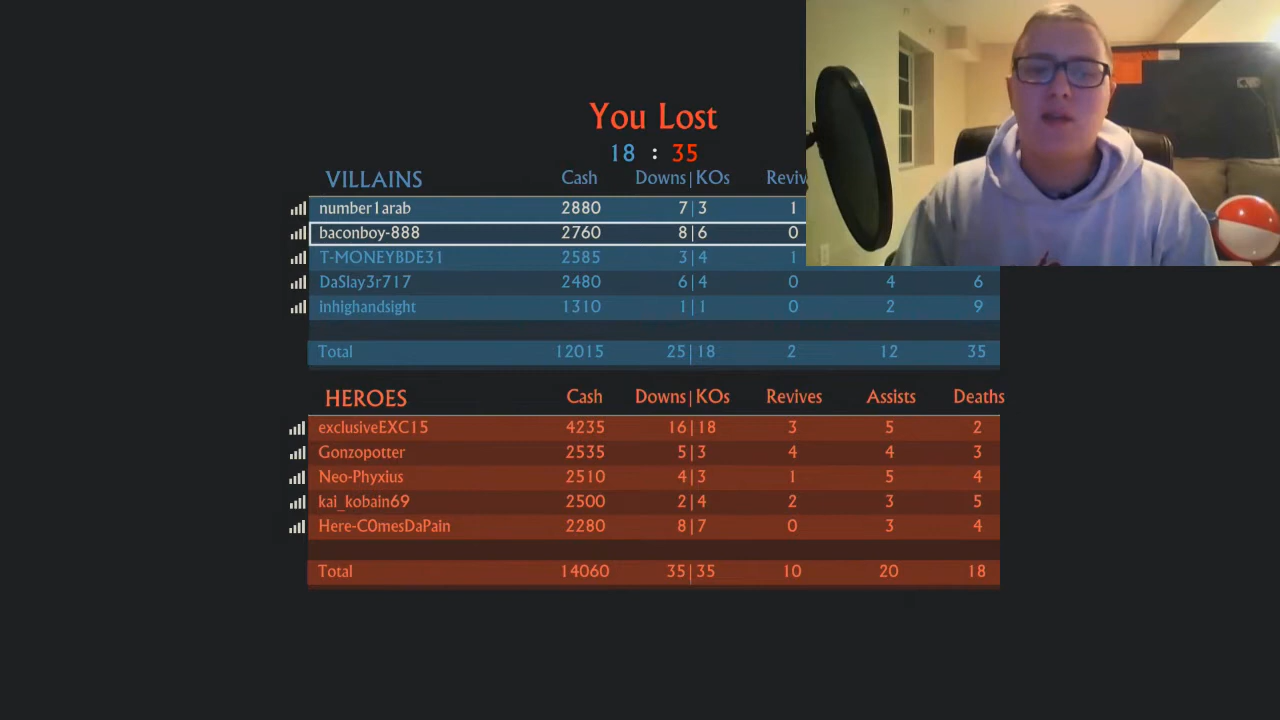 You Lost
18 : 35
VILLAINS Cash Downs|KOs
number1arab 2880 7|3 1
baconboy-888 2760 8|6 0
T-MONEYBDE31 2585 3|4 1
DaSlay3r717 2480 6|4 0 4 6
inhighandsight 1310 1|1 0 2 9
Total 12015 25|18 2 12 35
HEROES Cash Downs|KOs Revives Assists Deaths
exclusiveEXC15 4235 16|18 3 5 2
Gonzopotter 2535 5|3 4 4 3
Neo-Phyxius 2510 4|3 1 5 4
kai_kobain69 2500 2|4 2 3 5
Here-C0mesDaPain 2280 8|7 0 3 4
Total 14060 35|35 10 20 18